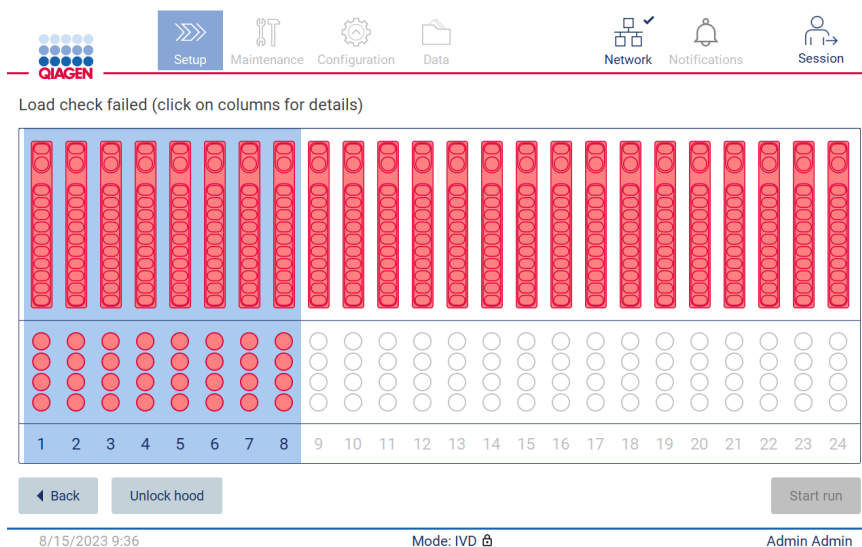 QIAGEN
Setup Maintenance Configuration Data Network Notifications Session
Load check failed (click on columns for details)
1 2 3 4 5 6 7 8 9 10 11 12 13 14 15 16 17 18 19 20 21 22 23 24
Back Unlock hood Start run
8/15/2023 9:36 Mode: IVD Admin Admin